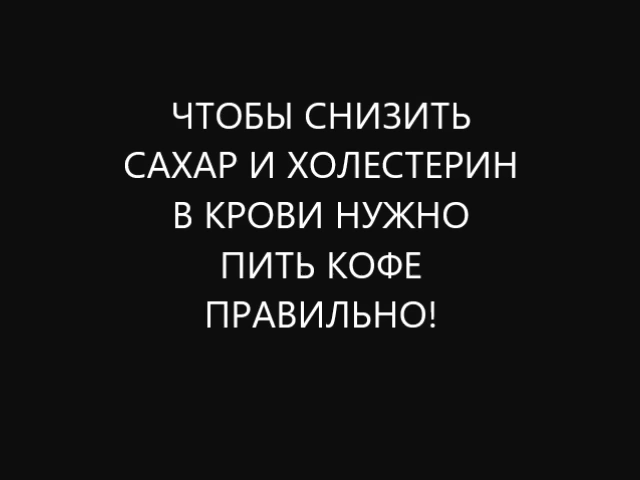 ЧТОБЫ СНИЗИТЬ
САХАР И ХОЛЕСТЕРИН
В КРОВИ НУЖНО
ПИТЬ КОФЕ
ПРАВИЛЬНО!